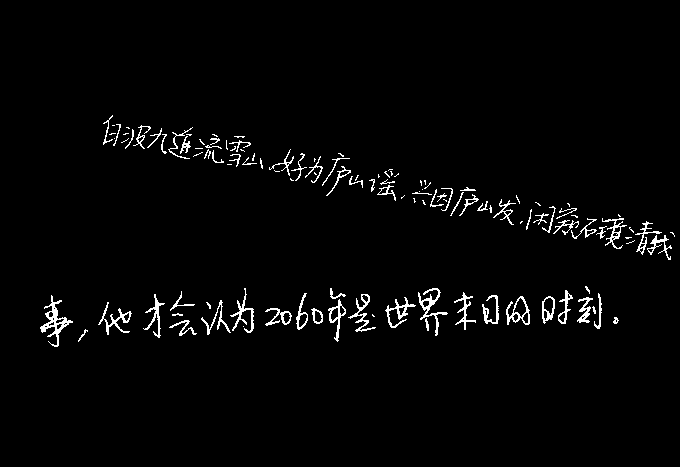 白波九道流雪山,好为庐山谣,兴因庐山发,闲窥石镜清我
事,他才会认为2060年是世界末日的时刻。